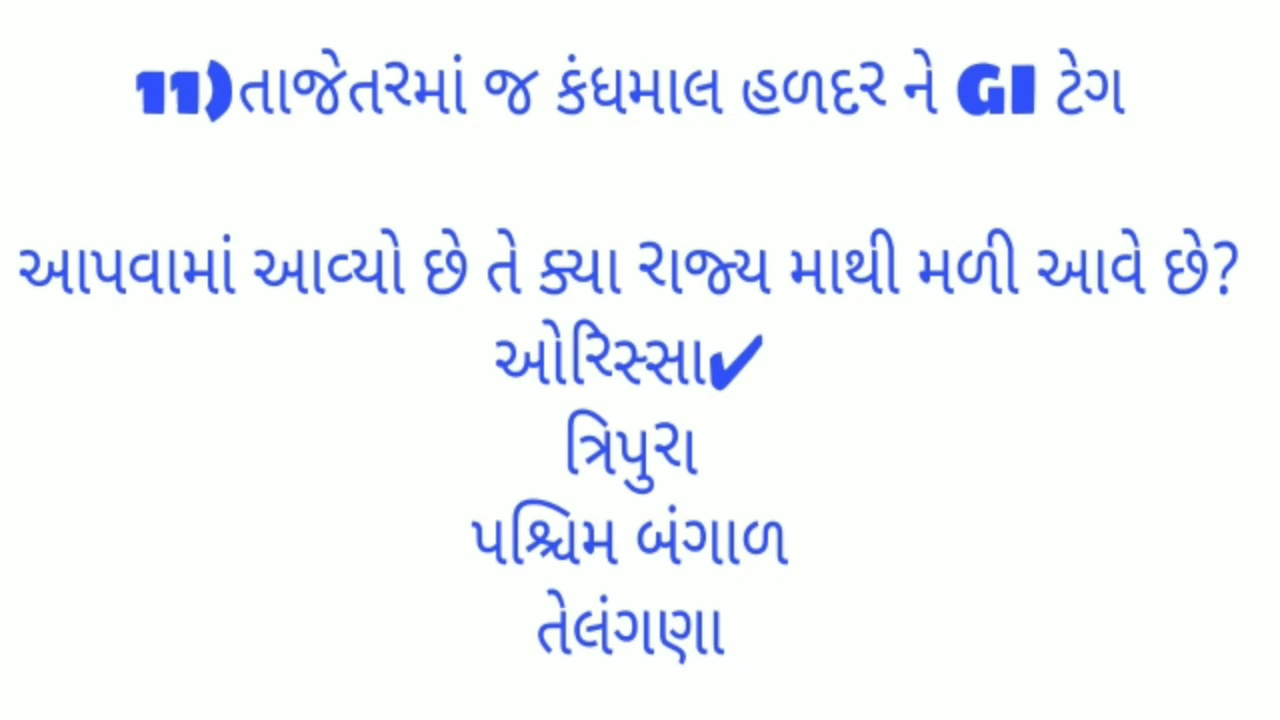 11)તાજેતરમાં જ કંધમાલ હળદર ને GI ટેગ
આપવામાં આવ્યો છે તે ક્યા રાજ્ય માથી મળી આવે છે?
ઓરિસ્સા✔
ત્રિપુરા
પશ્ચિમ બંગાળ
તેલંગણા